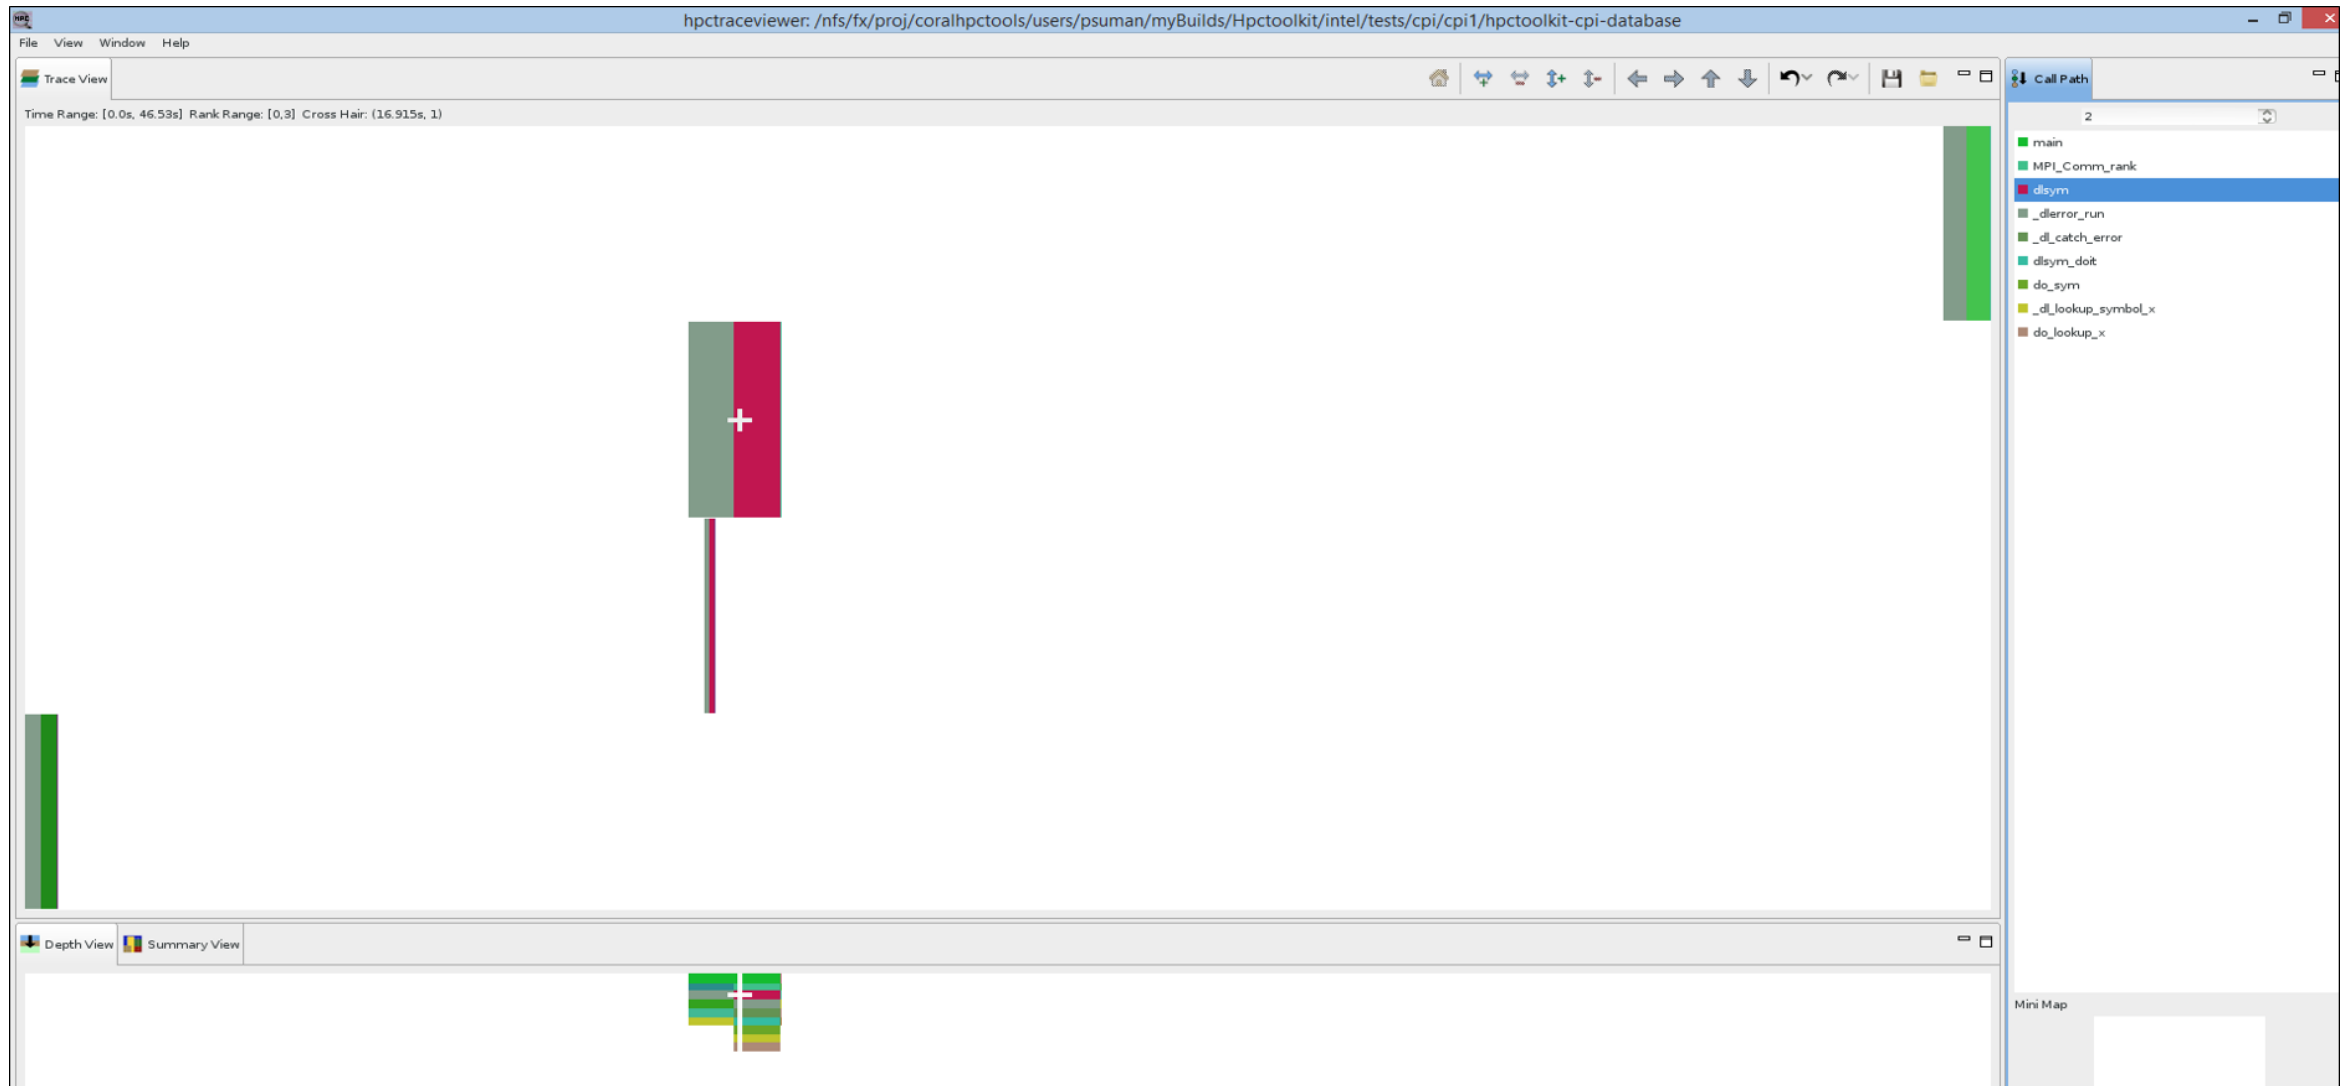 hpctraceviewer: /nfs/fx/proj/coralhpctools/users/psuman/myBuilds/Hpctoolkit/intel/tests/cpi/cpi1/hpctoolkit-cpi-database
File View Window Help
Trace View
Time Range: [0.0s, 46.53s] Rank Range: [0,3] Cross Hair: (16.915s, 1)
Call Path
2
main
MPI_Comm_rank
dlsym
_dlerror_run
_dl_catch_error
dlsym_doit
do_sym
_dl_lookup_symbol_x
do_lookup_x
Depth View Summary View
Mini Map